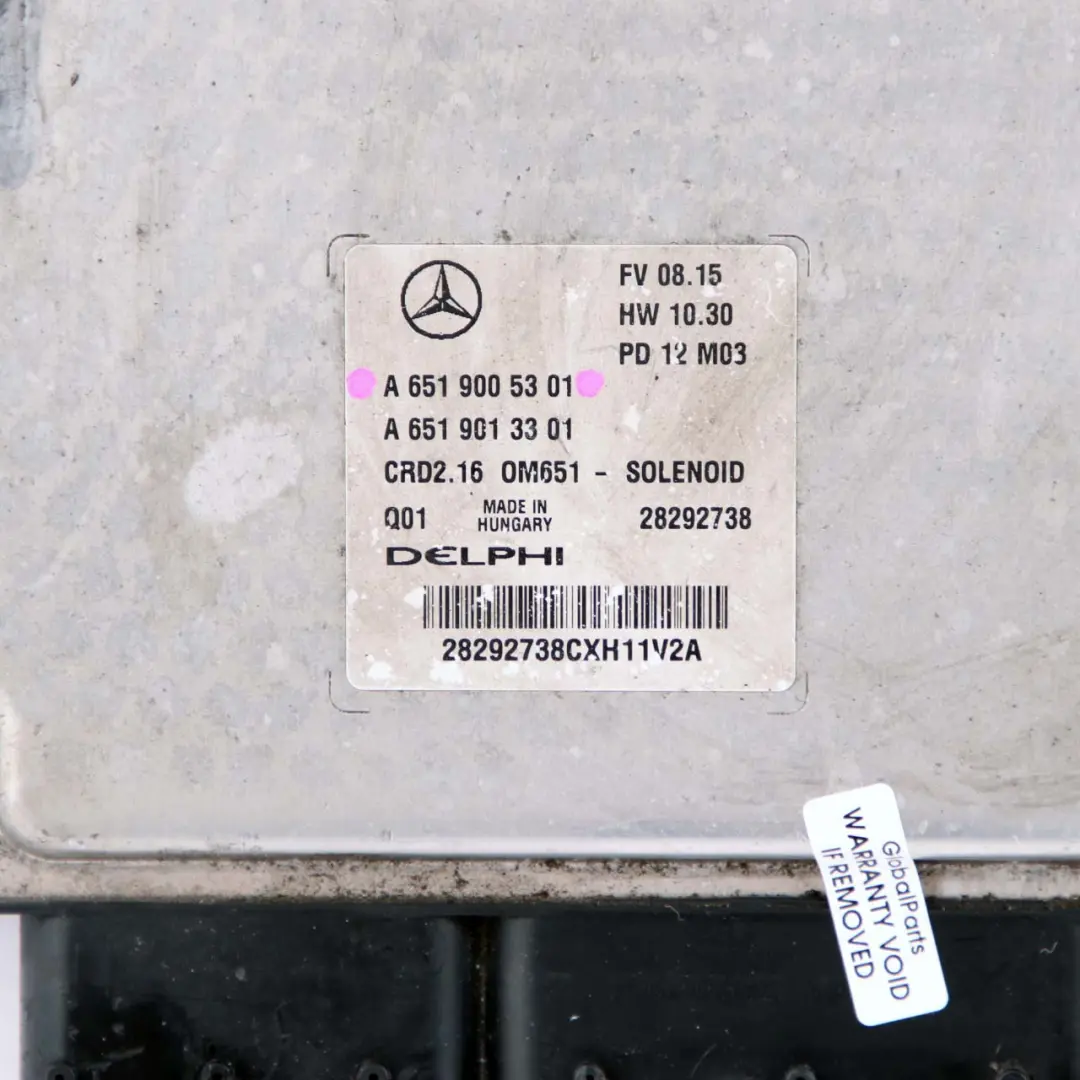 FV 08.15
HW 10.30
PD 12 M03
A 651 900 53 01
A 651 901 33 01
CRD2.16 OM651 - SOLENOID
Q01 MADE IN HUNGARY 28292738
DELPHI
28292738CXH11V2A
GlobalParts
WARRANTY VOID
IF REMOVED